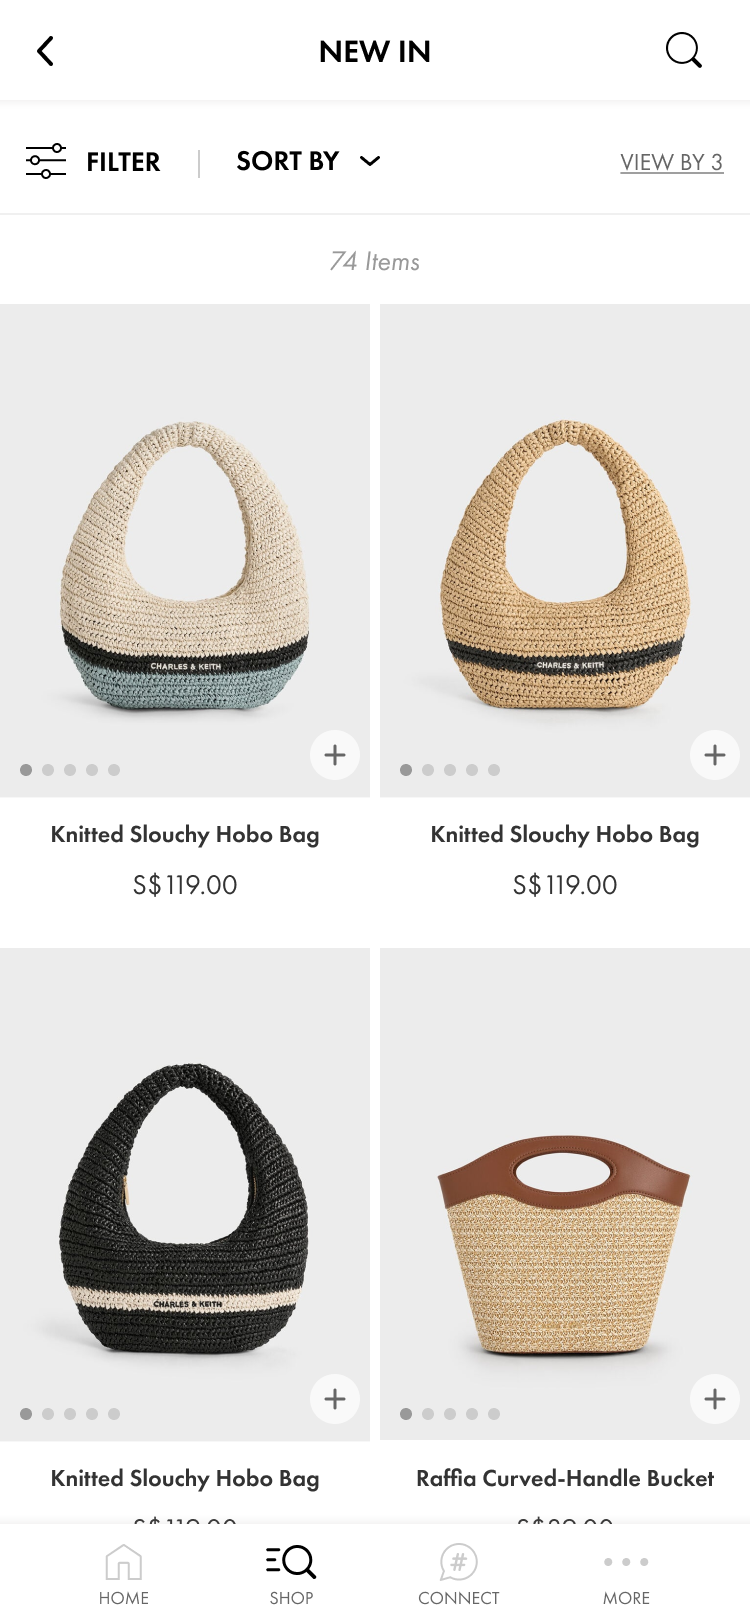 NEW IN
FILTER
SORT BY
VIEW BY 3
74 Items
CHARLES & KEITH
CHARLES & KEITH
Knitted Slouchy Hobo Bag
Knitted Slouchy Hobo Bag
S$119.00
S$119.00
CHARLES & KEITH
Knitted Slouchy Hobo Bag
Raffia Curved-Handle Bucket
HOME
SHOP
CONNECT
MORE